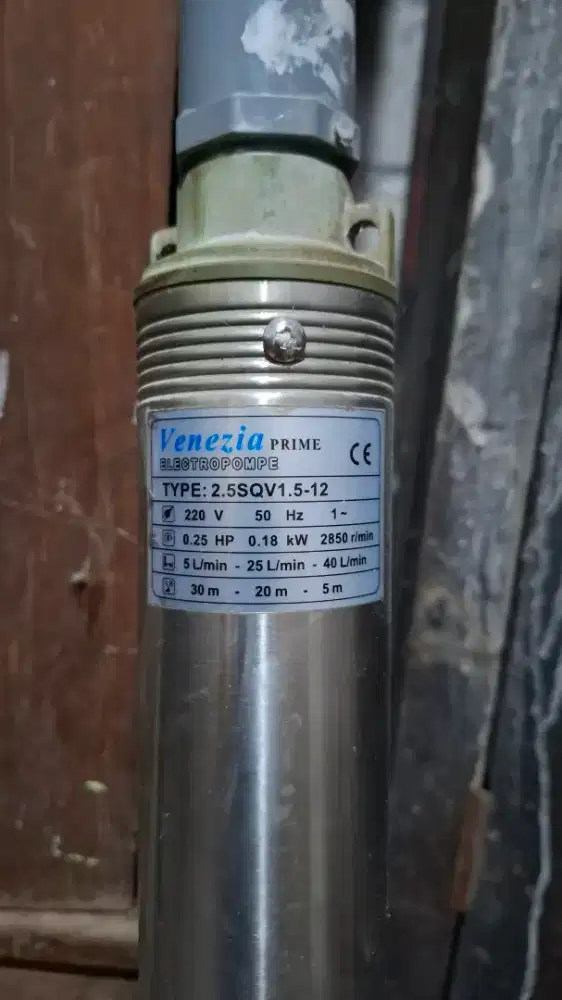 Venezia PRIME
ELECTROPOMPE
CE
TYPE: 2.5SQV1.5-12
220 V 50 Hz 1~
0.25 HP 0.18 kW 2850 r/min
5 L/min - 25 L/min - 40 L/min
30 m - 20 m - 5 m